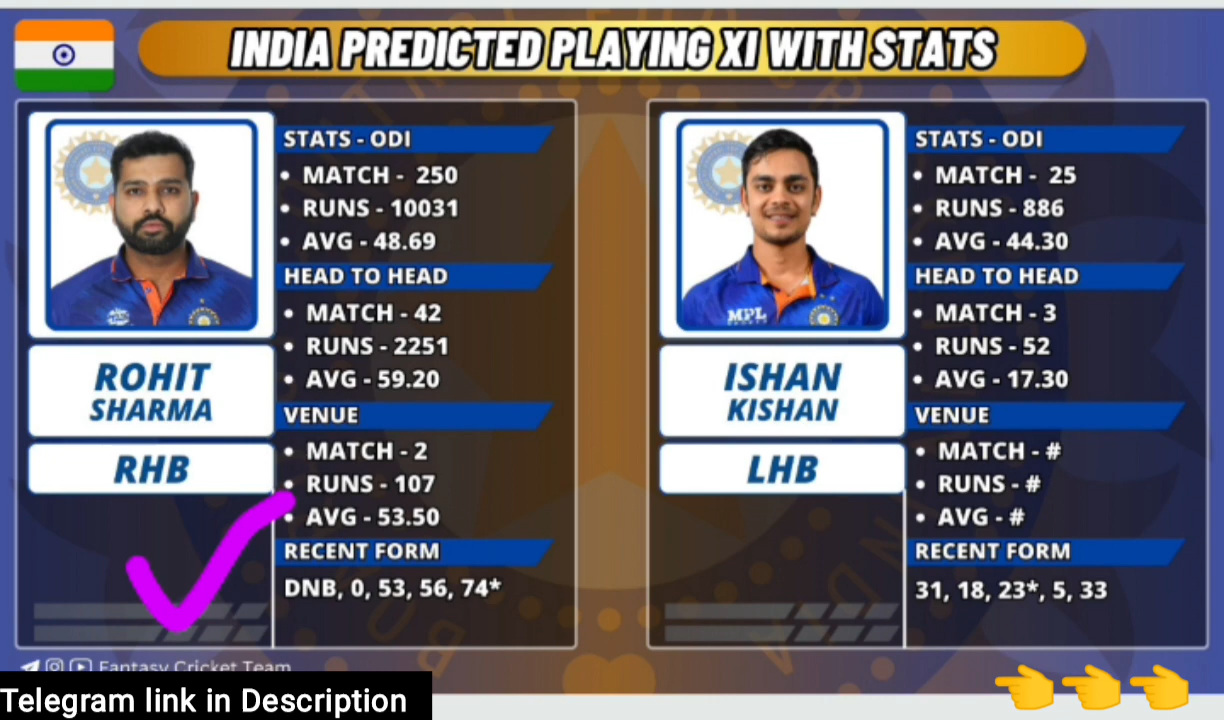 INDIA PREDICTED PLAYING XI WITH STATS
STATS - ODI
• MATCH - 250
• RUNS - 10031
• AVG - 48.69
HEAD TO HEAD
• MATCH - 42
• RUNS - 2251
• AVG - 59.20
VENUE
• MATCH - 2
• RUNS - 107
• AVG - 53.50
RECENT FORM
DNB, 0, 53, 56, 74*
ROHIT
SHARMA
RHB
STATS - ODI
• MATCH - 25
• RUNS - 886
• AVG - 44.30
HEAD TO HEAD
• MATCH - 3
• RUNS - 52
• AVG - 17.30
VENUE
• MATCH - #
• RUNS - #
• AVG - #
RECENT FORM
31, 18, 23*, 5, 33
MPL
ISHAN
KISHAN
LHB
Fantasy Cricket Team
Telegram link in Description